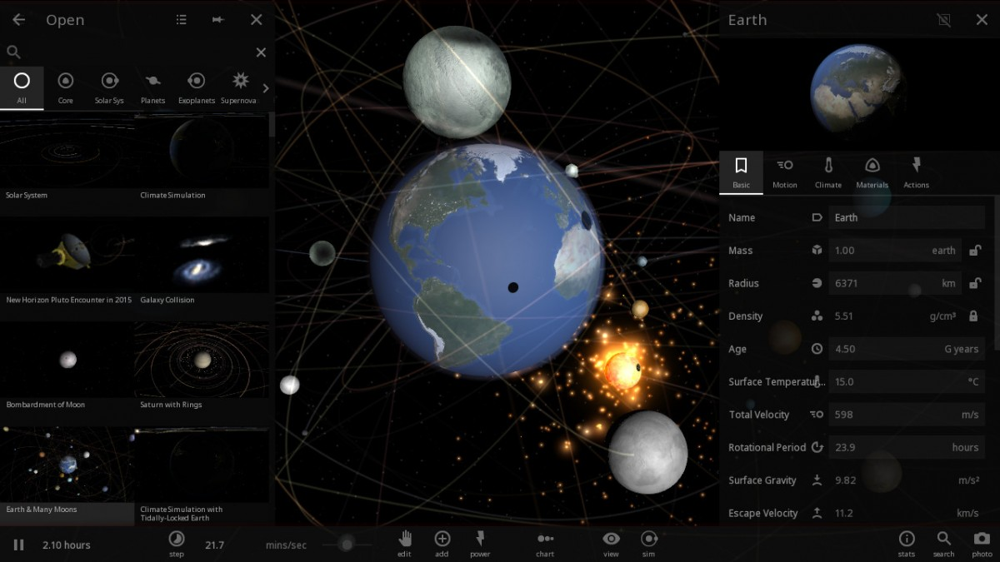 Open
All
Core
Solar Sys
Planets
Exoplanets
Supernova
Solar System
Climate Simulation
New Horizon Pluto Encounter in 2015
Galaxy Collision
Bombardment of Moon
Saturn with Rings
Earth & Many Moons
Climate Simulation with
Tidally-Locked Earth
Earth
Basic
Motion
Climate
Materials
Actions
Name Earth
Mass 1.00 earth
Radius 6371 km
Density 5.51 g/cm³
Age 4.50 G years
Surface Temperatur... 15.0 °C
Total Velocity 598 m/s
Rotational Period 23.9 hours
Surface Gravity 9.82 m/s²
Escape Velocity 11.2 km/s
2.10 hours
step
21.7 mins/sec
edit
add
power
chart
view
sim
stats
search
photo